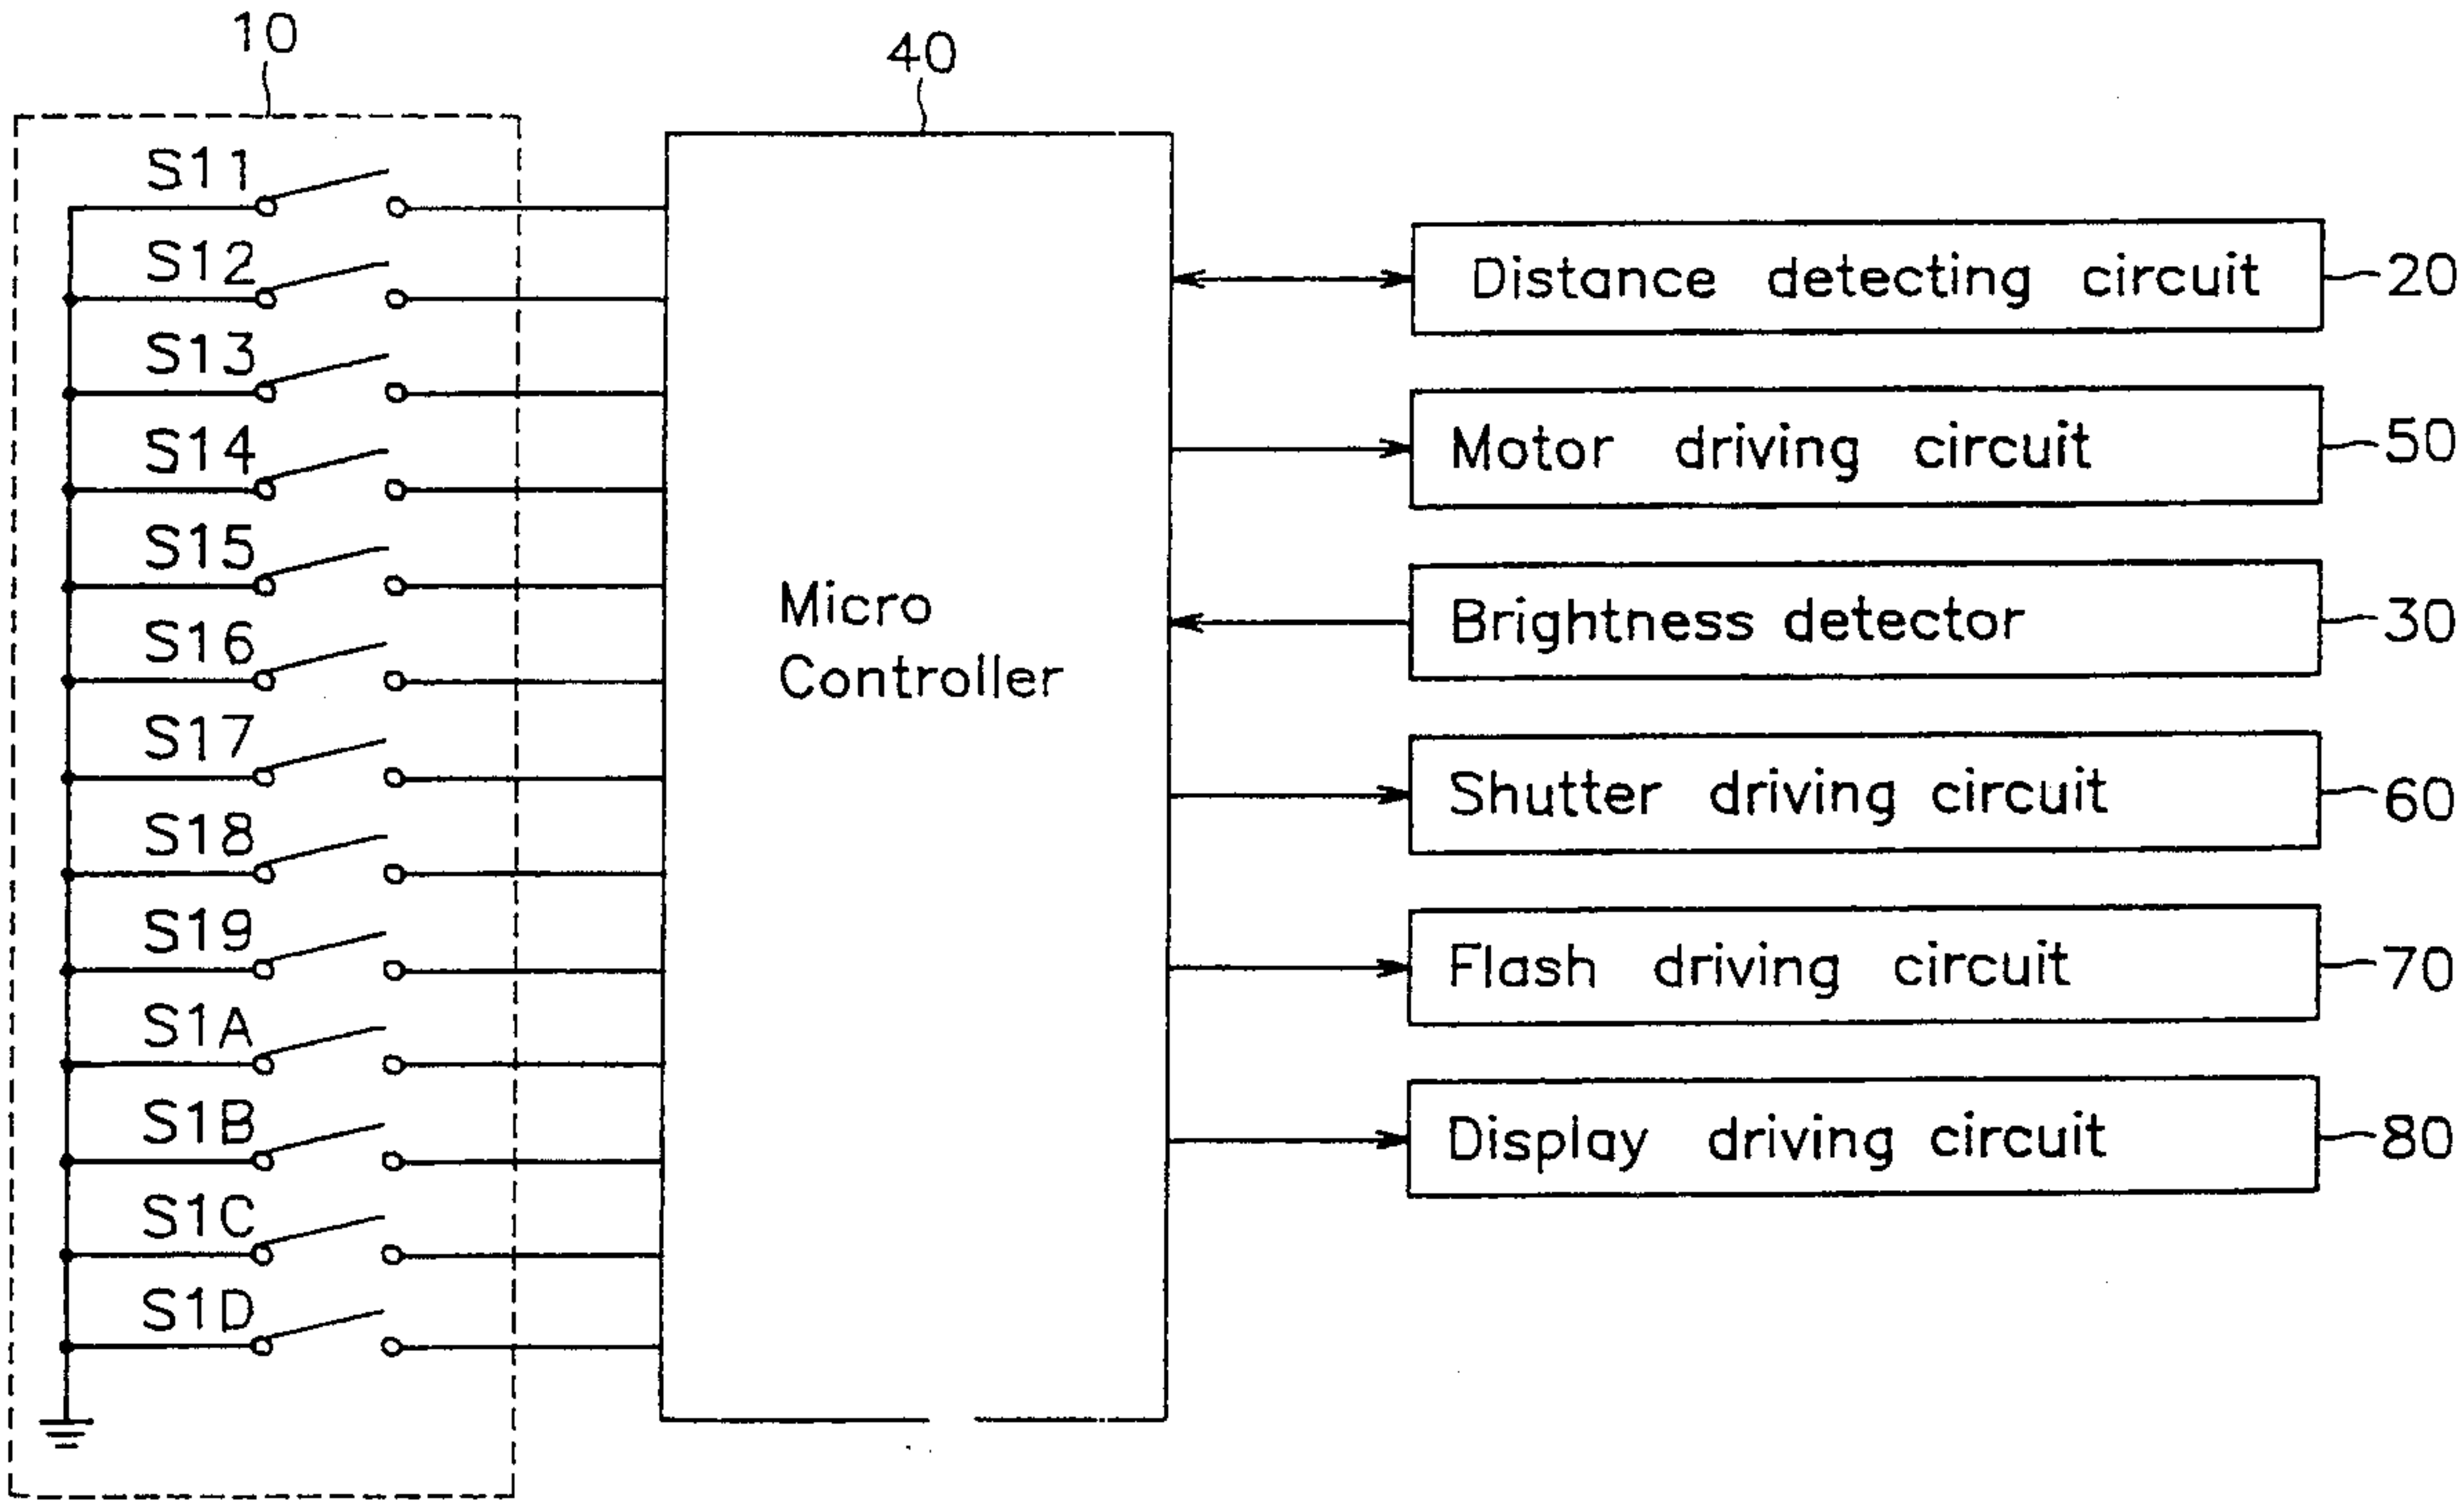 10
40
S11
S12
S13
S14
S15
S16
S17
S18
S19
S1A
S1B
S1C
S1D
Micro
Controller
Distance detecting circuit
20
Motor driving circuit
50
Brightness detector
30
Shutter driving circuit
60
Flash driving circuit
70
Display driving circuit
80